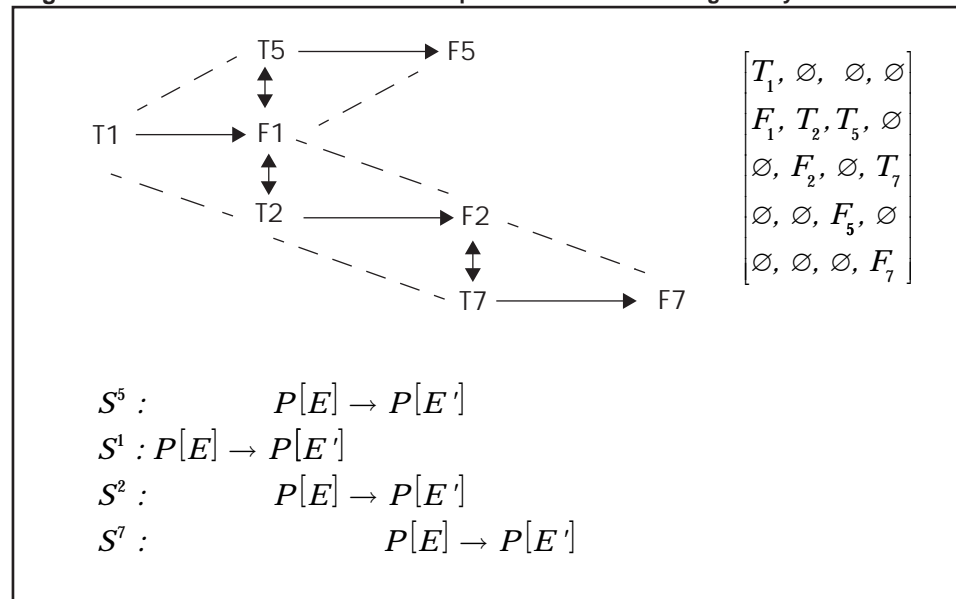 T5 F5
T1 F1
T2 F2
T7 F7
T₁, ∅, ∅, ∅
F₁, T₂, T₅, ∅
∅, F₂, ∅, T₇
∅, ∅, F₅, ∅
∅, ∅, ∅, F₇
S⁵ : P[E] → P[E']
S¹ : P[E] → P[E']
S² : P[E] → P[E']
S⁷ : P[E] → P[E']